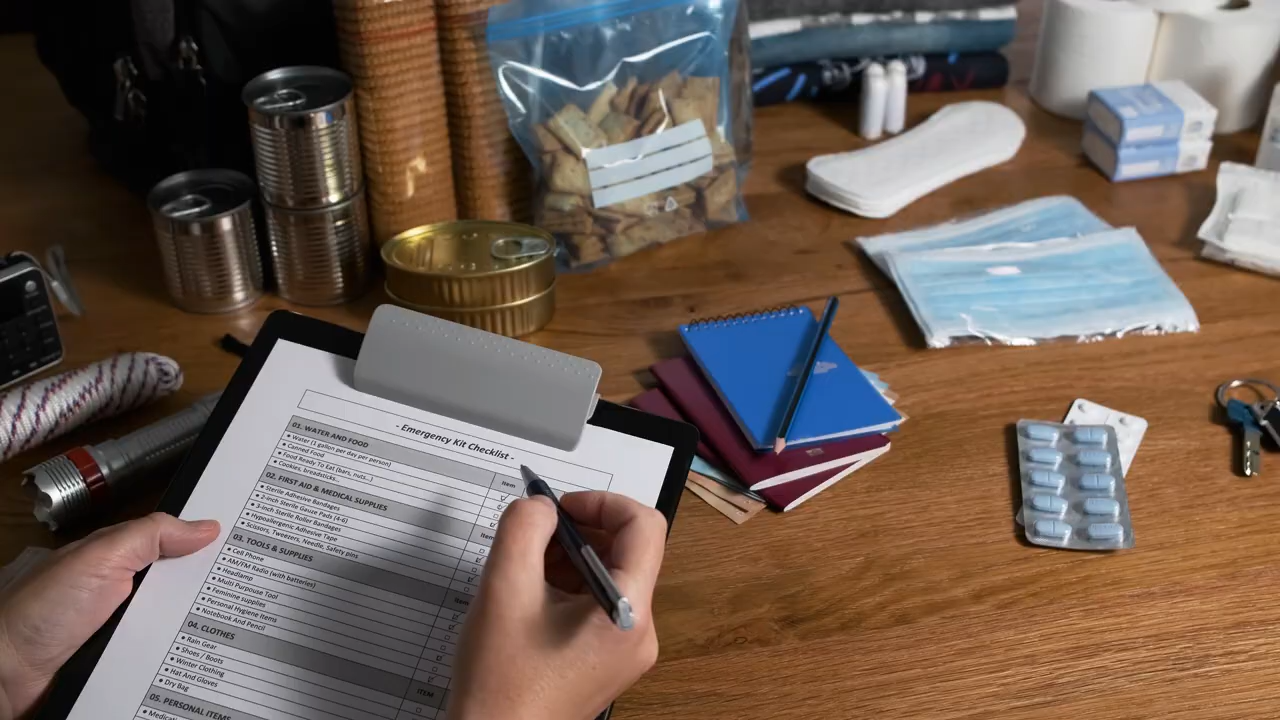 - Emergency Kit Checklist -
01. WATER AND FOOD
Item
• Water (1 gallon per day per person)
• Canned Food
• Food Ready To Eat (bars, nuts...)
• Cookies, breadsticks...
02. FIRST AID & MEDICAL SUPPLIES
Item
• Sterile Adhesive Bandages
• 2-inch Sterile Gauze Pads (4-6)
• 3-inch Sterile Roller Bandages
• Hypoallergenic Adhesive Tape
• Scissors, Tweezers, Needle, Safety pins
03. TOOLS & SUPPLIES
Item
• Cell Phone
• AM/FM Radio (with batteries)
• Headlamp
• Multi Purpouse Tool
• Feminine supplies
• Personal Hygiene Items
• Notebook And Pencil
04. CLOTHES
ITEM
• Rain Gear
• Shoes / Boots
• Winter Clothing
• Hat And Gloves
• Dry Bag
05. PERSONAL ITEMS